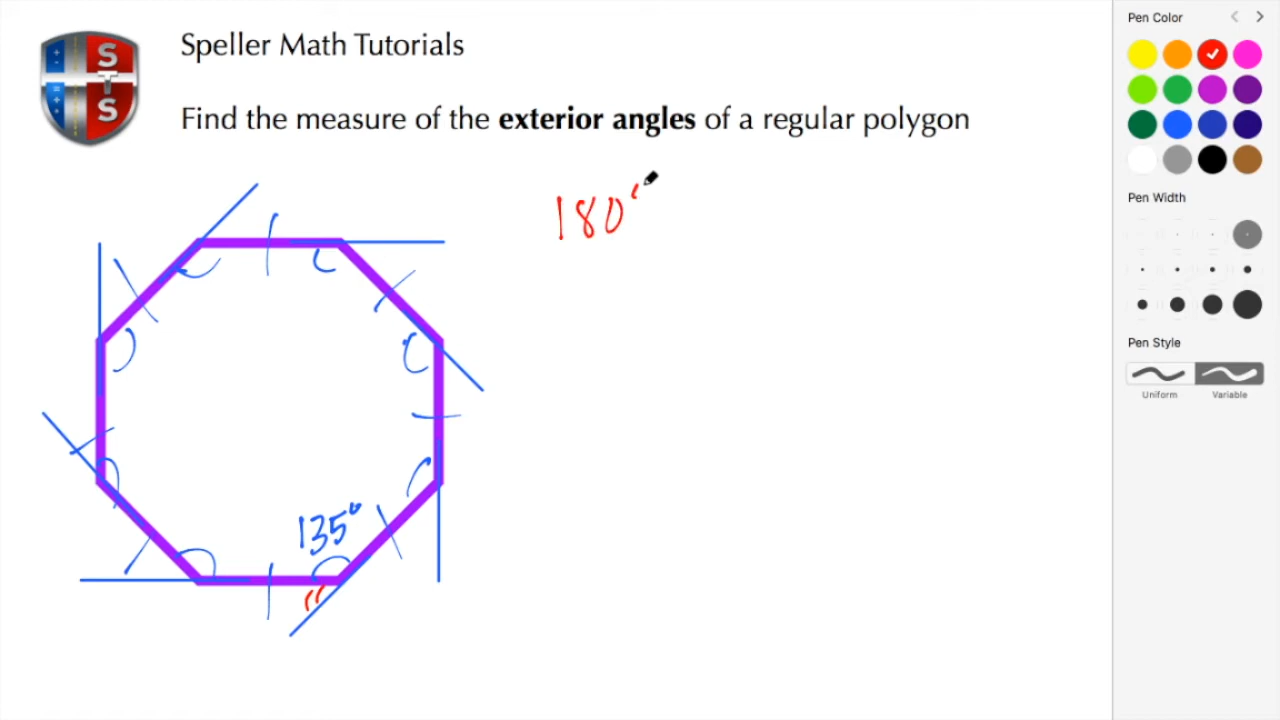 Speller Math Tutorials
STS
Find the measure of the exterior angles of a regular polygon
180°
135°
Pen Color
Pen Width
Pen Style
Uniform
Variable